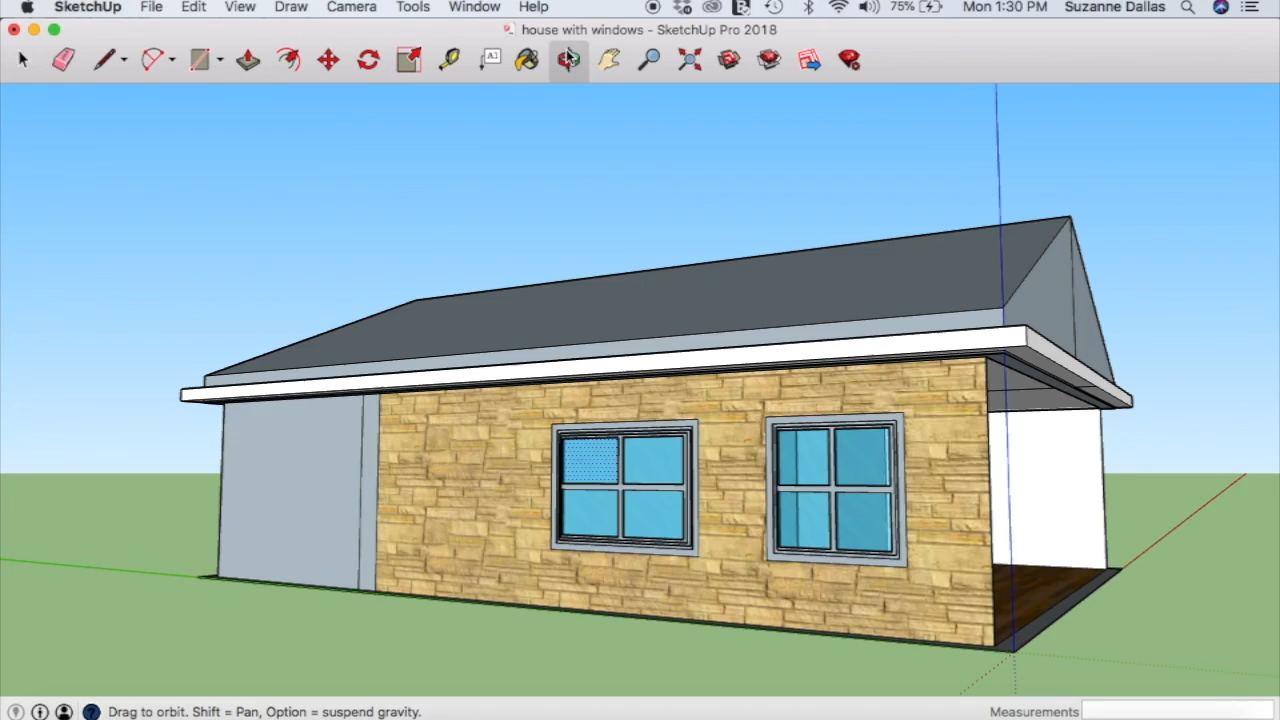 SketchUp File Edit View Draw Camera Tools Window Help 75% Mon 1:30 PM Suzanne Dallas
house with windows - SketchUp Pro 2018
A1
Drag to orbit. Shift = Pan, Option = suspend gravity. Measurements